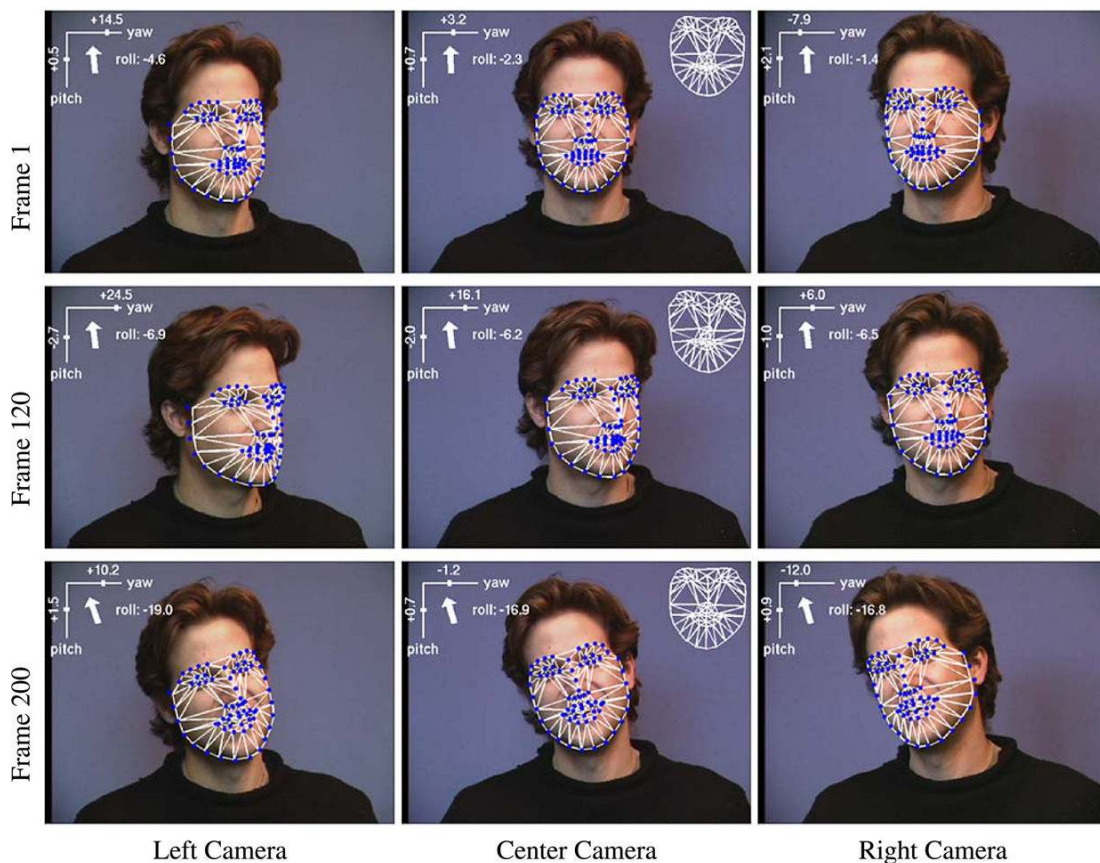 +14.5
yaw
roll: -4.6
+0.5
pitch
+3.2
yaw
roll: -2.3
+0.7
pitch
-7.9
yaw
roll: -1.4
+2.1
pitch
Frame 1
+24.5
yaw
roll: -6.9
-2.7
pitch
+16.1
yaw
roll: -6.2
-2.0
pitch
+6.0
yaw
roll: -6.5
-1.0
pitch
Frame 120
+10.2
yaw
roll: -19.0
+1.5
pitch
-1.2
yaw
roll: -16.9
+0.7
pitch
-12.0
yaw
roll: -16.8
+0.9
pitch
Frame 200
Left Camera
Center Camera
Right Camera